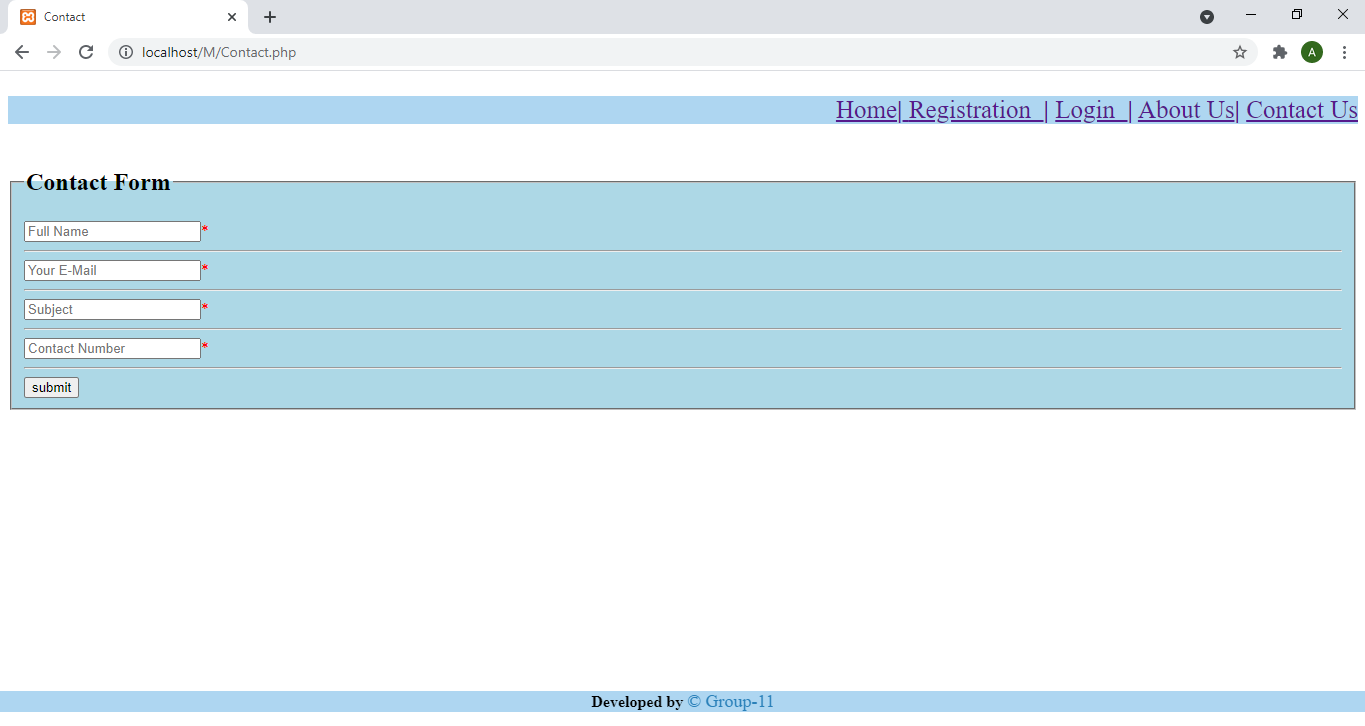 Contact
localhost/M/Contact.php
A
Home| Registration | Login | About Us| Contact Us
Contact Form
Full Name*
Your E-Mail*
Subject*
Contact Number*
submit
Developed by © Group-11